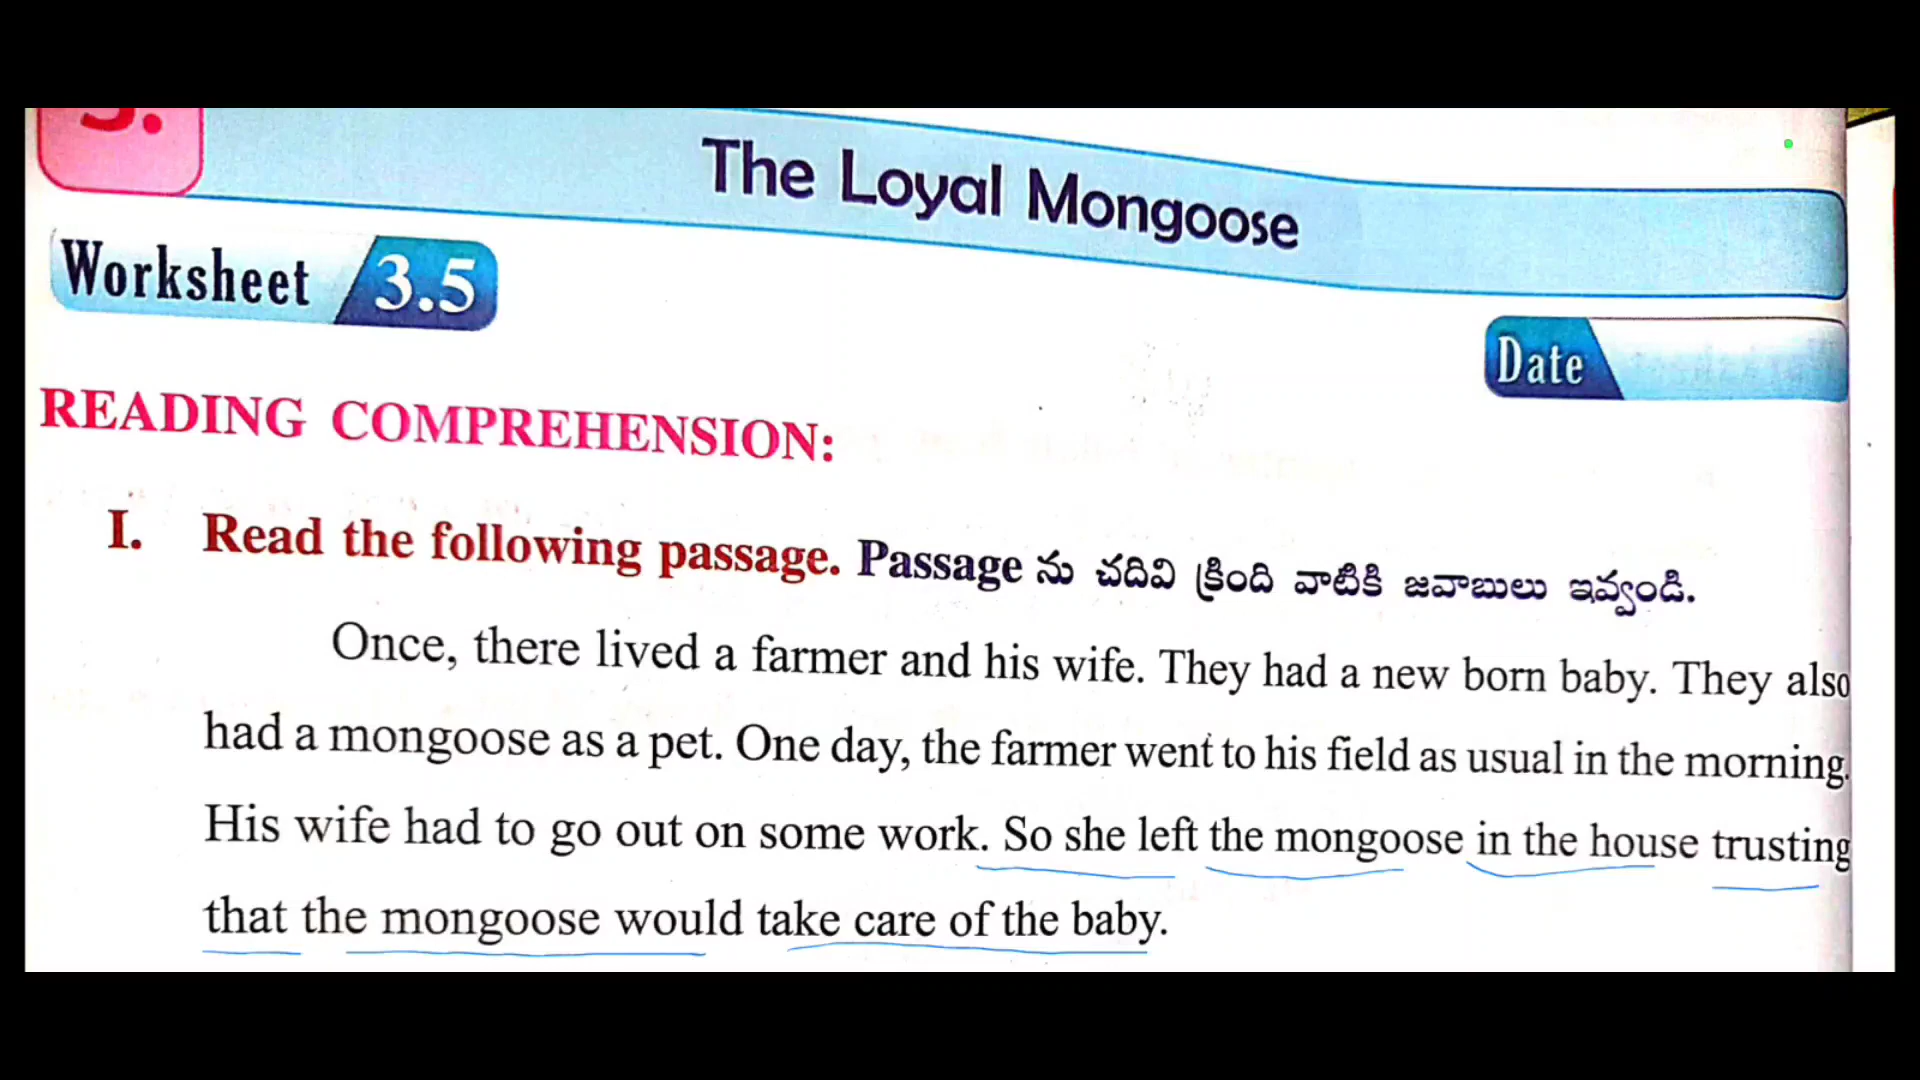 3.
The Loyal Mongoose
Worksheet 3.5
Date
READING COMPREHENSION:
I. Read the following passage. Passage ను చదివి క్రింది వాటికి జవాబులు ఇవ్వండి.
Once, there lived a farmer and his wife. They had a new born baby. They also
had a mongoose as a pet. One day, the farmer went to his field as usual in the morning.
His wife had to go out on some work. So she left the mongoose in the house trusting
that the mongoose would take care of the baby.